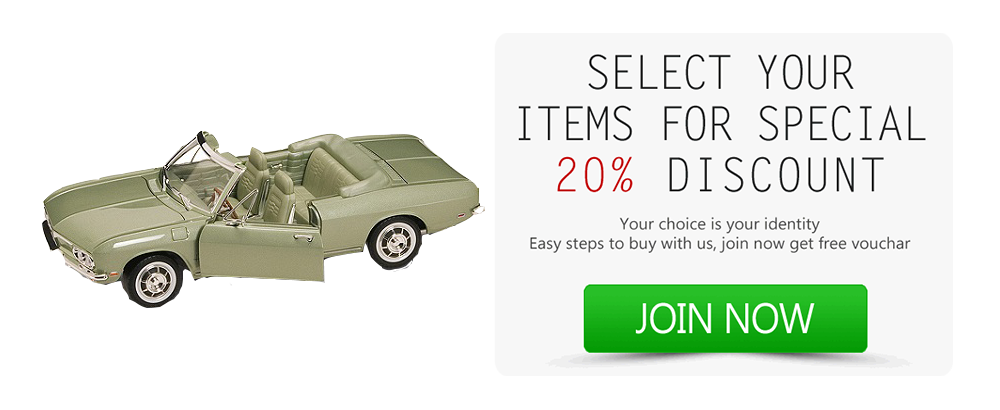 SELECT YOUR
ITEMS FOR SPECIAL
20% DISCOUNT
Your choice is your identity
Easy steps to buy with us, join now get free vouchar
JOIN NOW